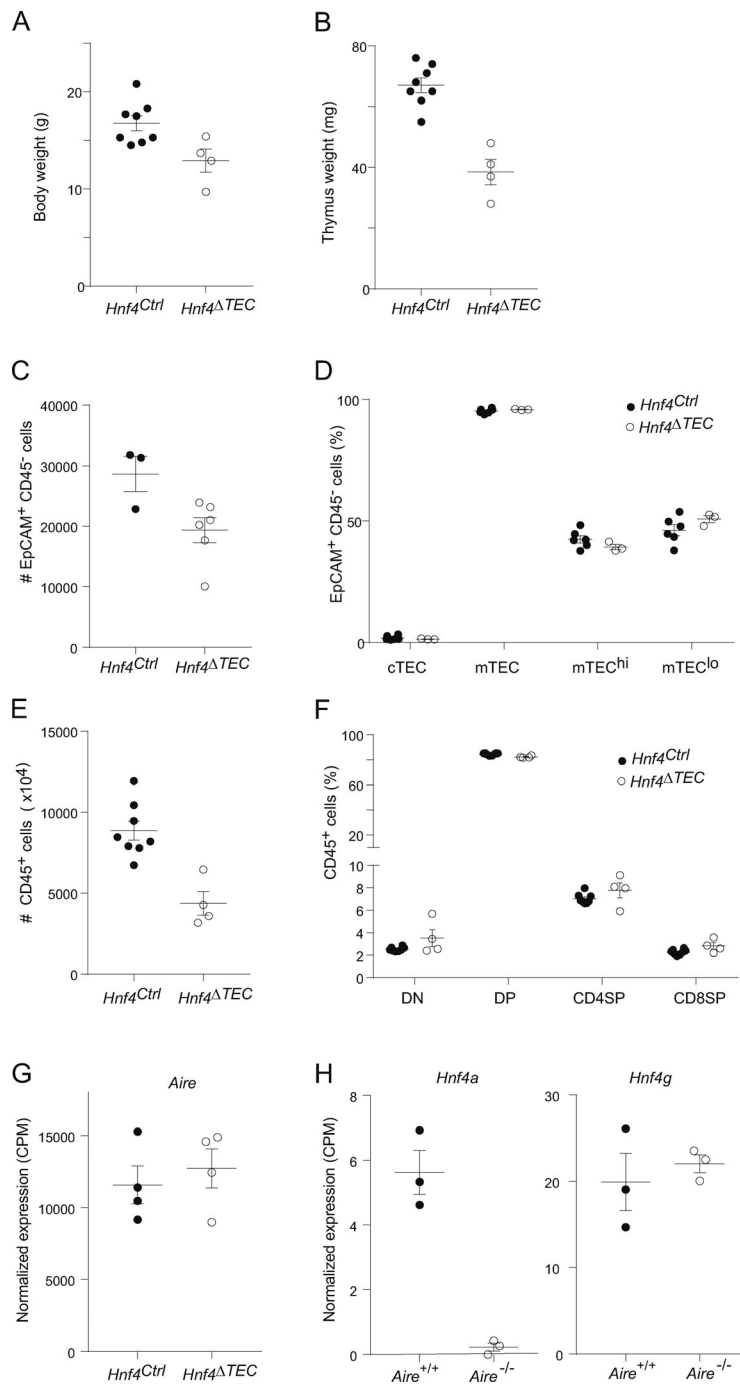 A
Body weight (g)
20
10
0
Hnf4Ctrl
Hnf4ΔTEC
B
Thymus weight (mg)
80
40
0
Hnf4Ctrl
Hnf4ΔTEC
C
# EpCAM+ CD45- cells
40000
30000
20000
10000
0
Hnf4Ctrl
Hnf4ΔTEC
D
EpCAM+ CD45- cells (%)
100
50
0
Hnf4Ctrl
Hnf4ΔTEC
cTEC
mTEC
mTEChi
mTEClo
E
# CD45+ cells (x104)
15000
10000
5000
0
Hnf4Ctrl
Hnf4ΔTEC
F
CD45+ cells (%)
100
80
20
10
8
6
4
2
0
Hnf4Ctrl
Hnf4ΔTEC
DN
DP
CD4SP
CD8SP
G
Aire
Normalized expression (CPM)
15000
10000
5000
0
Hnf4Ctrl
Hnf4ΔTEC
H
Hnf4a
Normalized expression (CPM)
8
6
4
2
0
Aire+/+
Aire-/-
Hnf4g
30
20
10
0
Aire+/+
Aire-/-